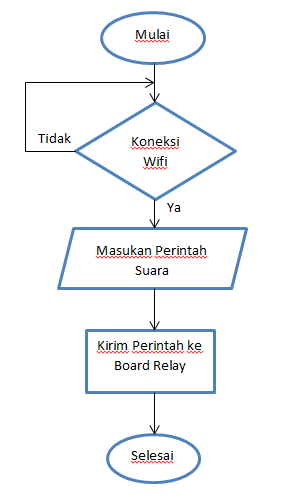 Mulai
Tidak
Koneksi
Wifi
Ya
Masukan Perintah
Suara
Kirim Perintah ke
Board Relay
Selesai